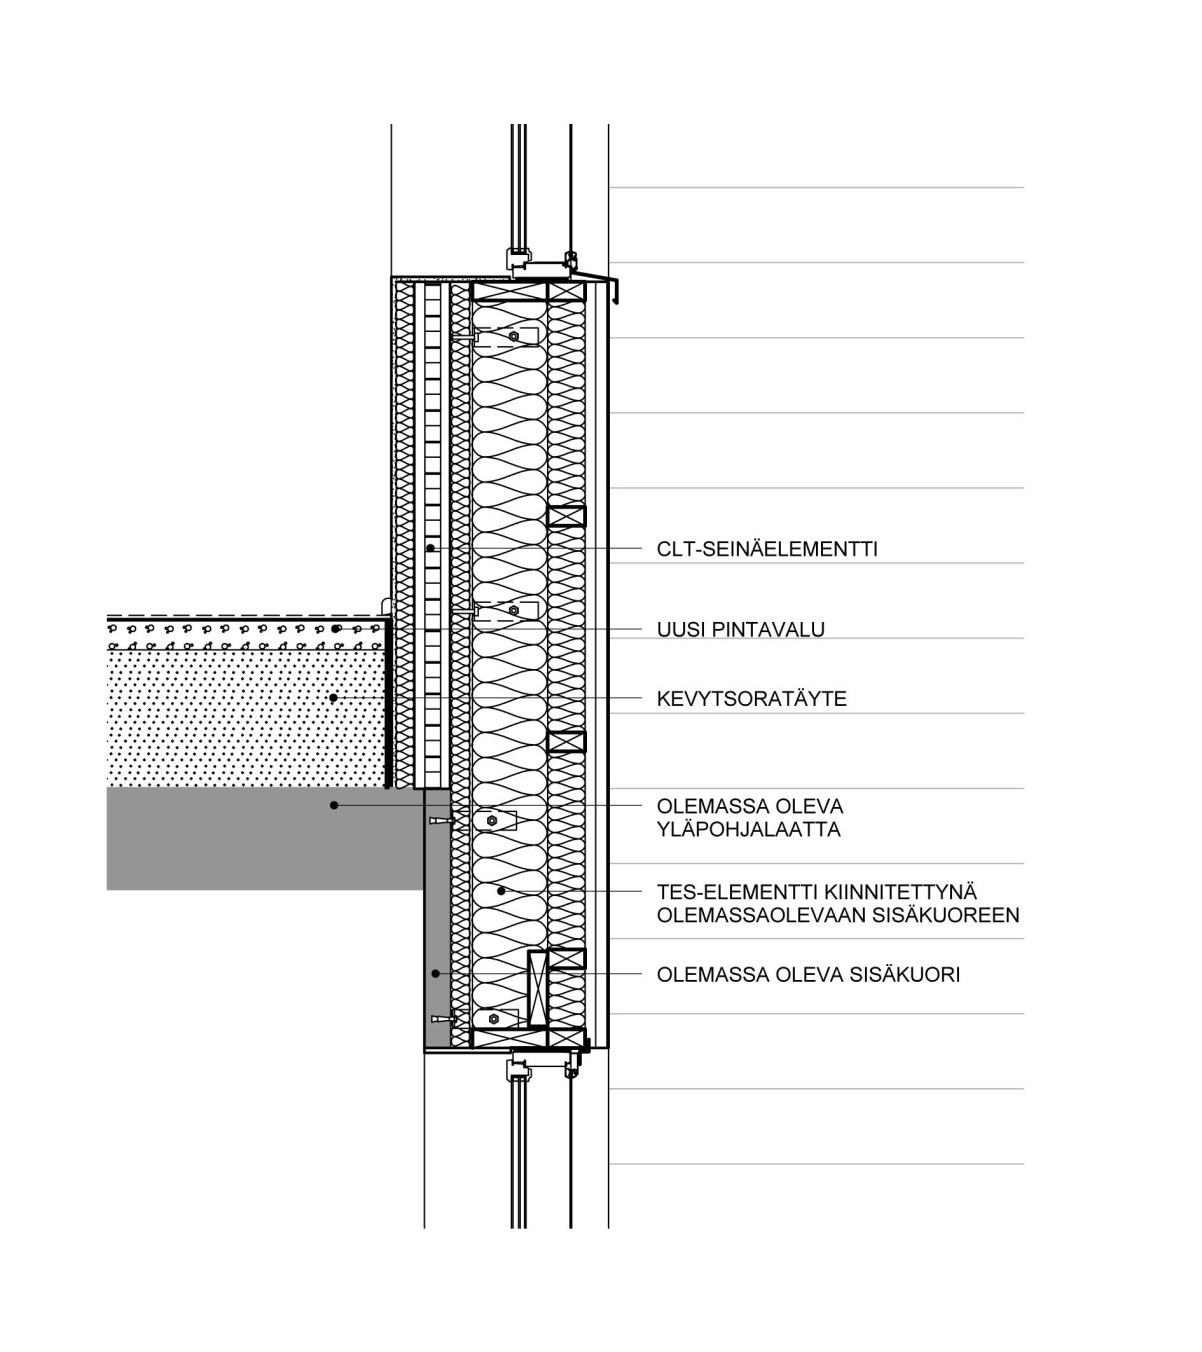 CLT-SEINÄELEMENTTI
UUSI PINTAVALU
KEVYTSORATÄYTE
OLEMASSA OLEVA
YLÄPOHJALAATTA
TES-ELEMENTTI KIINNITETTYNÄ
OLEMASSAOLEVAAN SISÄKUOREEN
OLEMASSA OLEVA SISÄKUORI